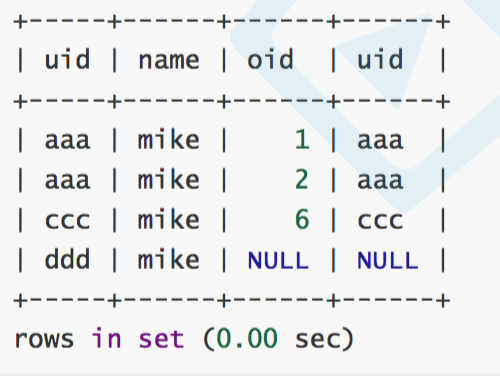 +-----+------+------+------+
| uid | name | oid  | uid  |
+-----+------+------+------+
| aaa | mike |    1 | aaa  |
| aaa | mike |    2 | aaa  |
| ccc | mike |    6 | ccc  |
| ddd | mike | NULL | NULL |
+-----+------+------+------+
rows in set (0.00 sec)